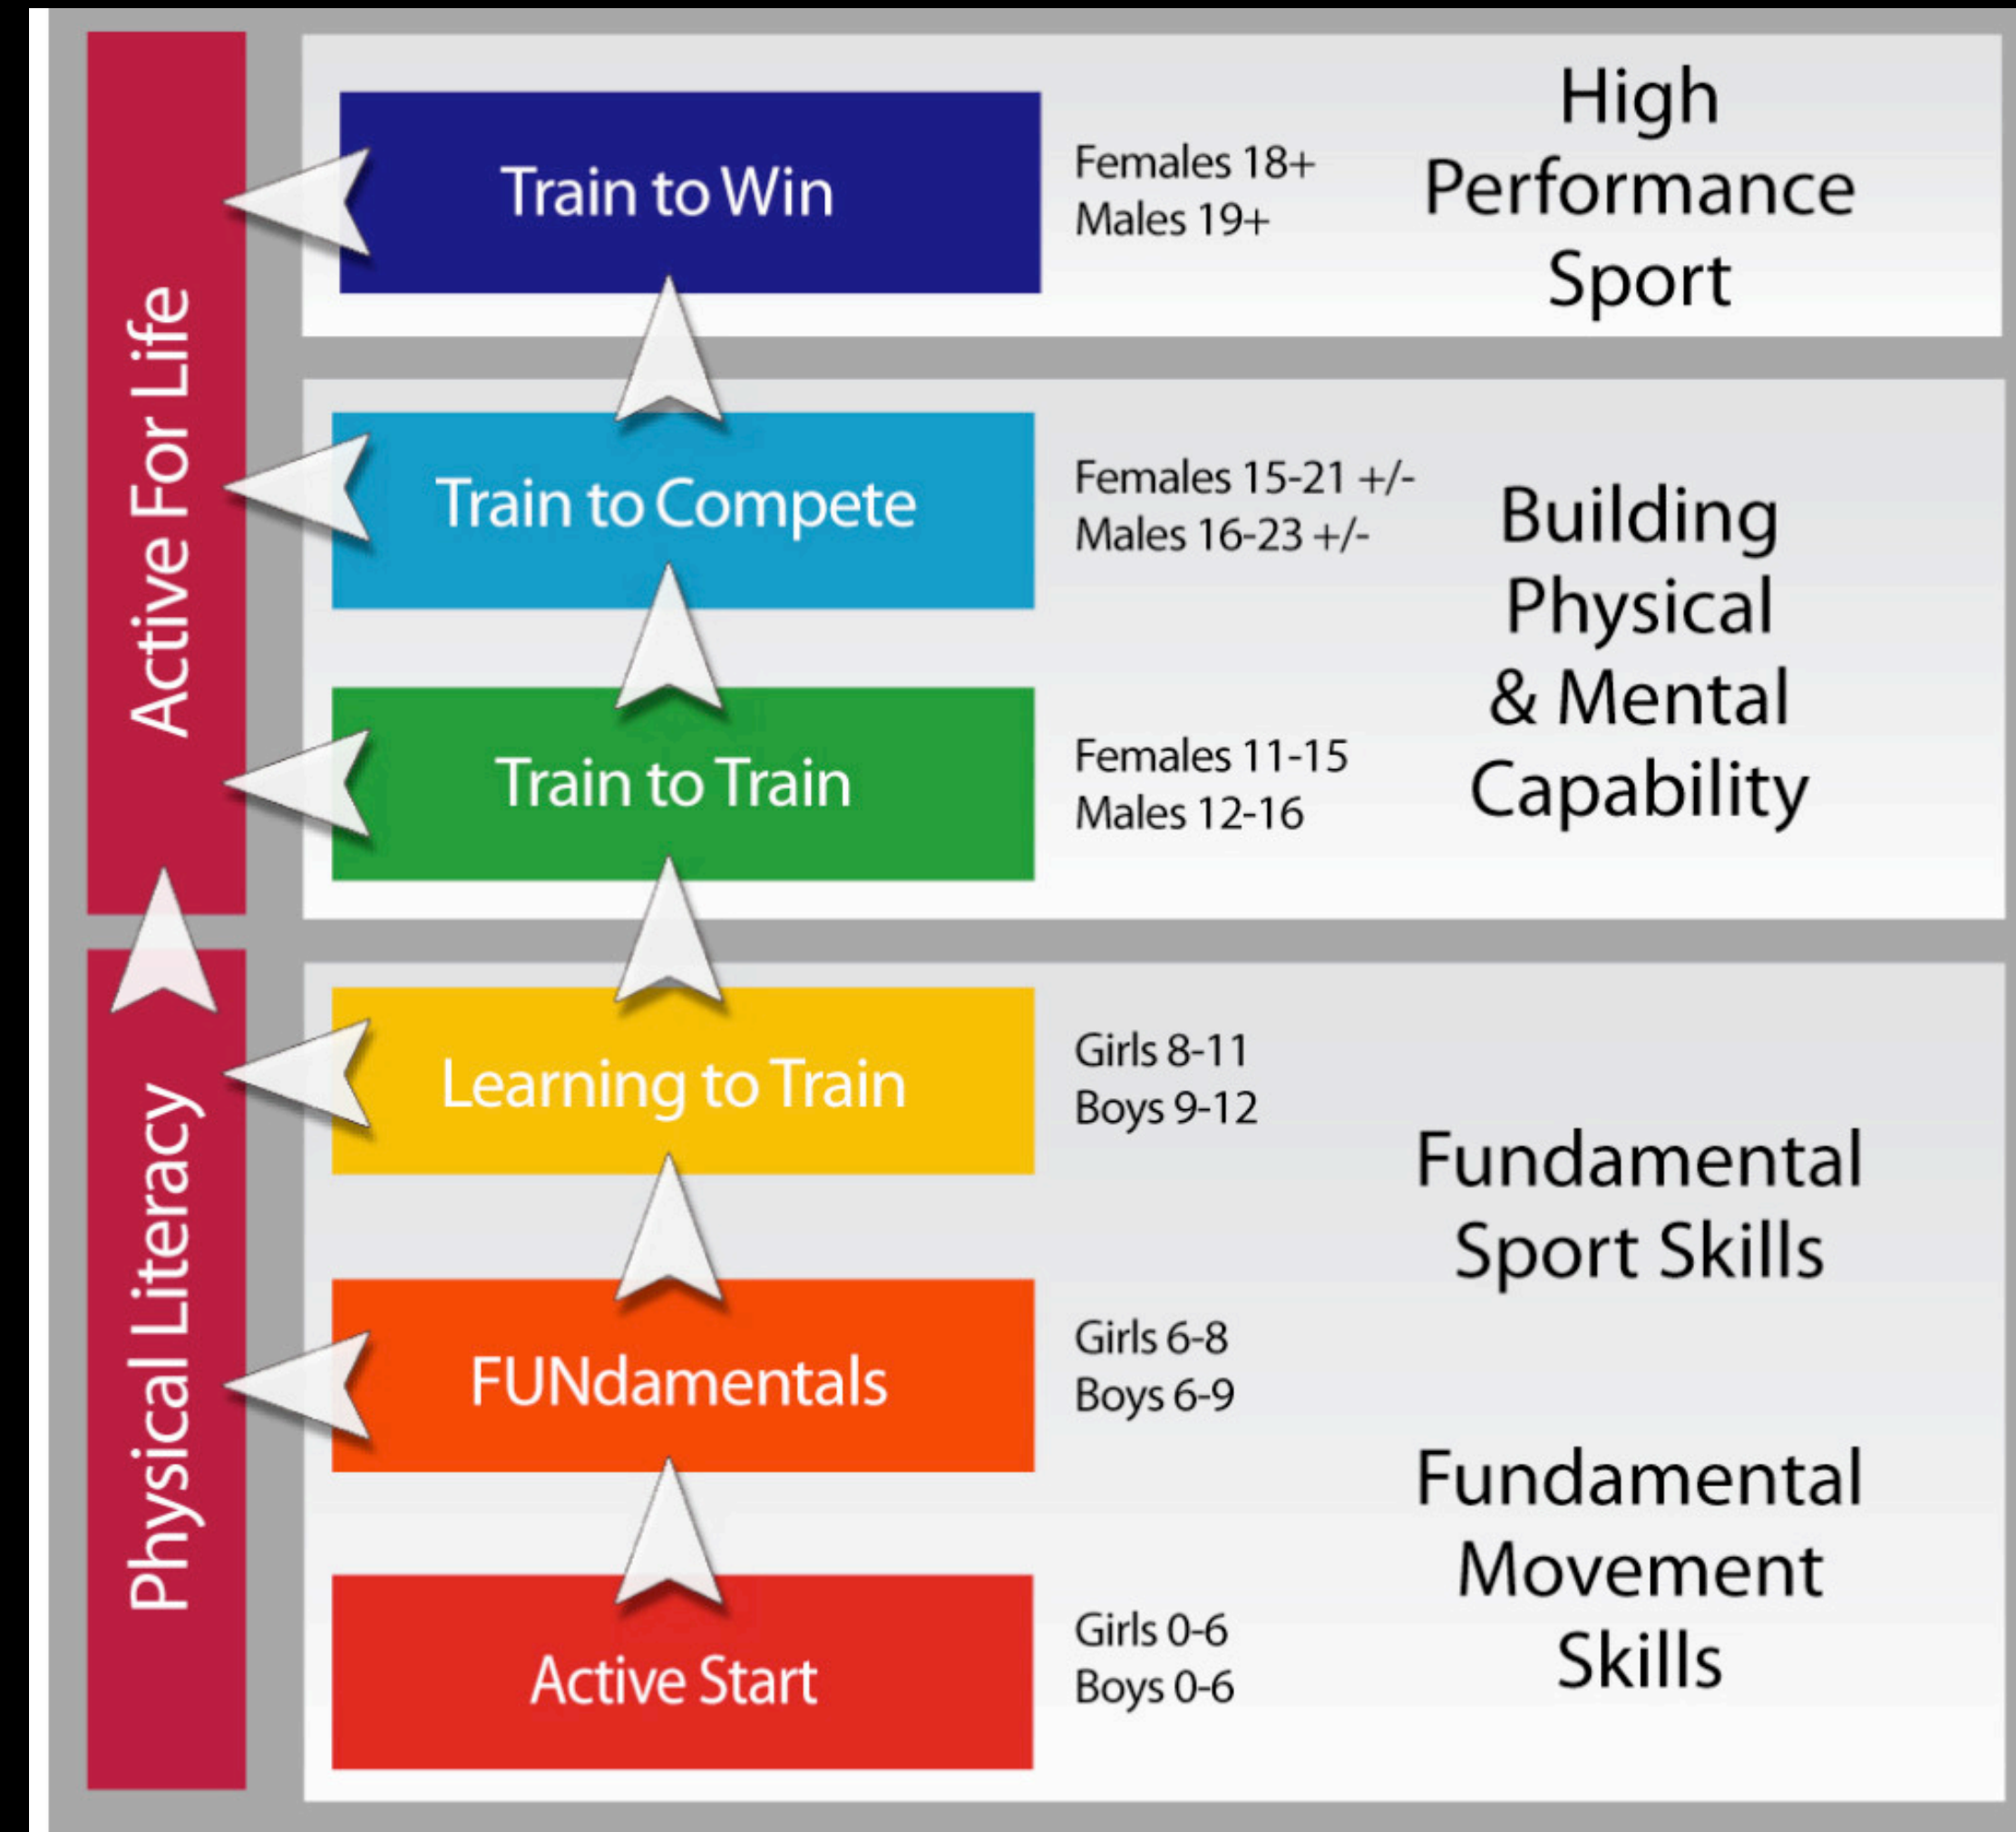 Active For Life
Physical Literacy
Train to Win
Females 18+
Males 19+
High
Performance
Sport
Train to Compete
Females 15-21 +/-
Males 16-23 +/-
Train to Train
Females 11-15
Males 12-16
Building
Physical
& Mental
Capability
Learning to Train
Girls 8-11
Boys 9-12
Fundamental
Sport Skills
FUNdamentals
Girls 6-8
Boys 6-9
Fundamental
Movement
Skills
Active Start
Girls 0-6
Boys 0-6